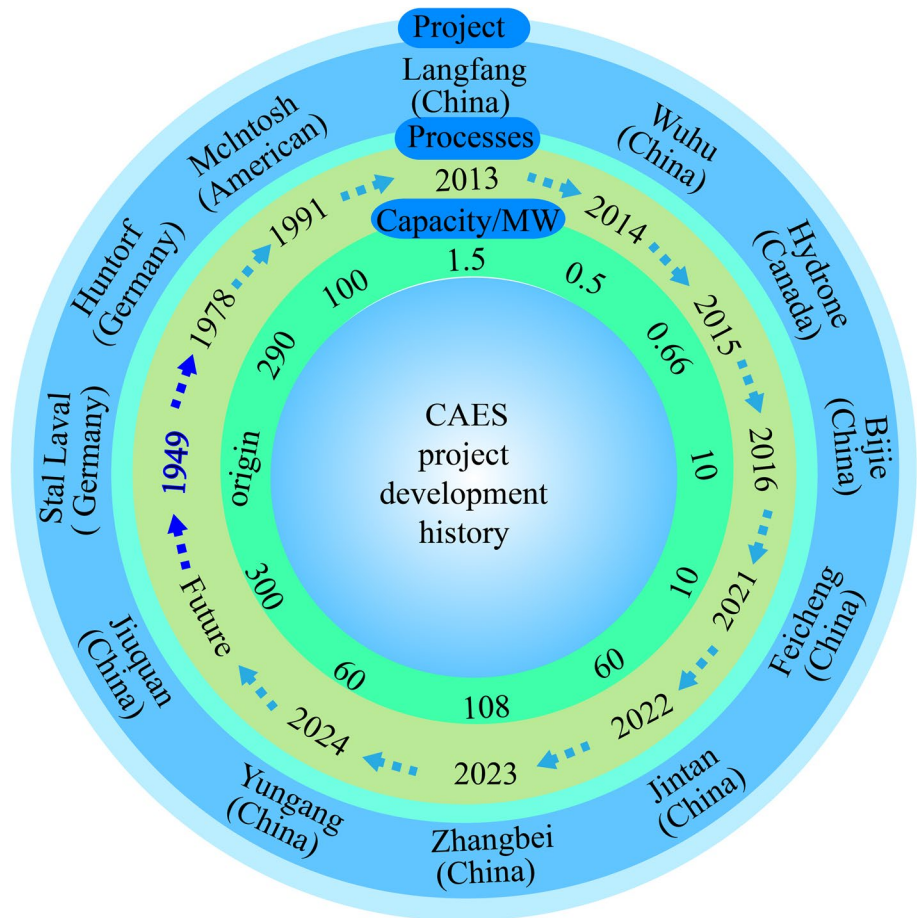 Project
Langfang
(China)
Wuhu
(China)
Hydrone
(Canada)
Bijie
(China)
Feicheng
(China)
Jintan
(China)
Zhangbei
(China)
Yungang
(China)
Jiuquan
(China)
Stal Laval
( Germany)
Huntorf
(Germany)
McIntosh
(American)
Processes
2013
2014
2015
2016
2021
2022
2023
2024
Future
1949
1978
1991
Capacity/MW
1.5
0.5
0.66
10
10
60
108
60
300
origin
290
100
CAES
project
development
history